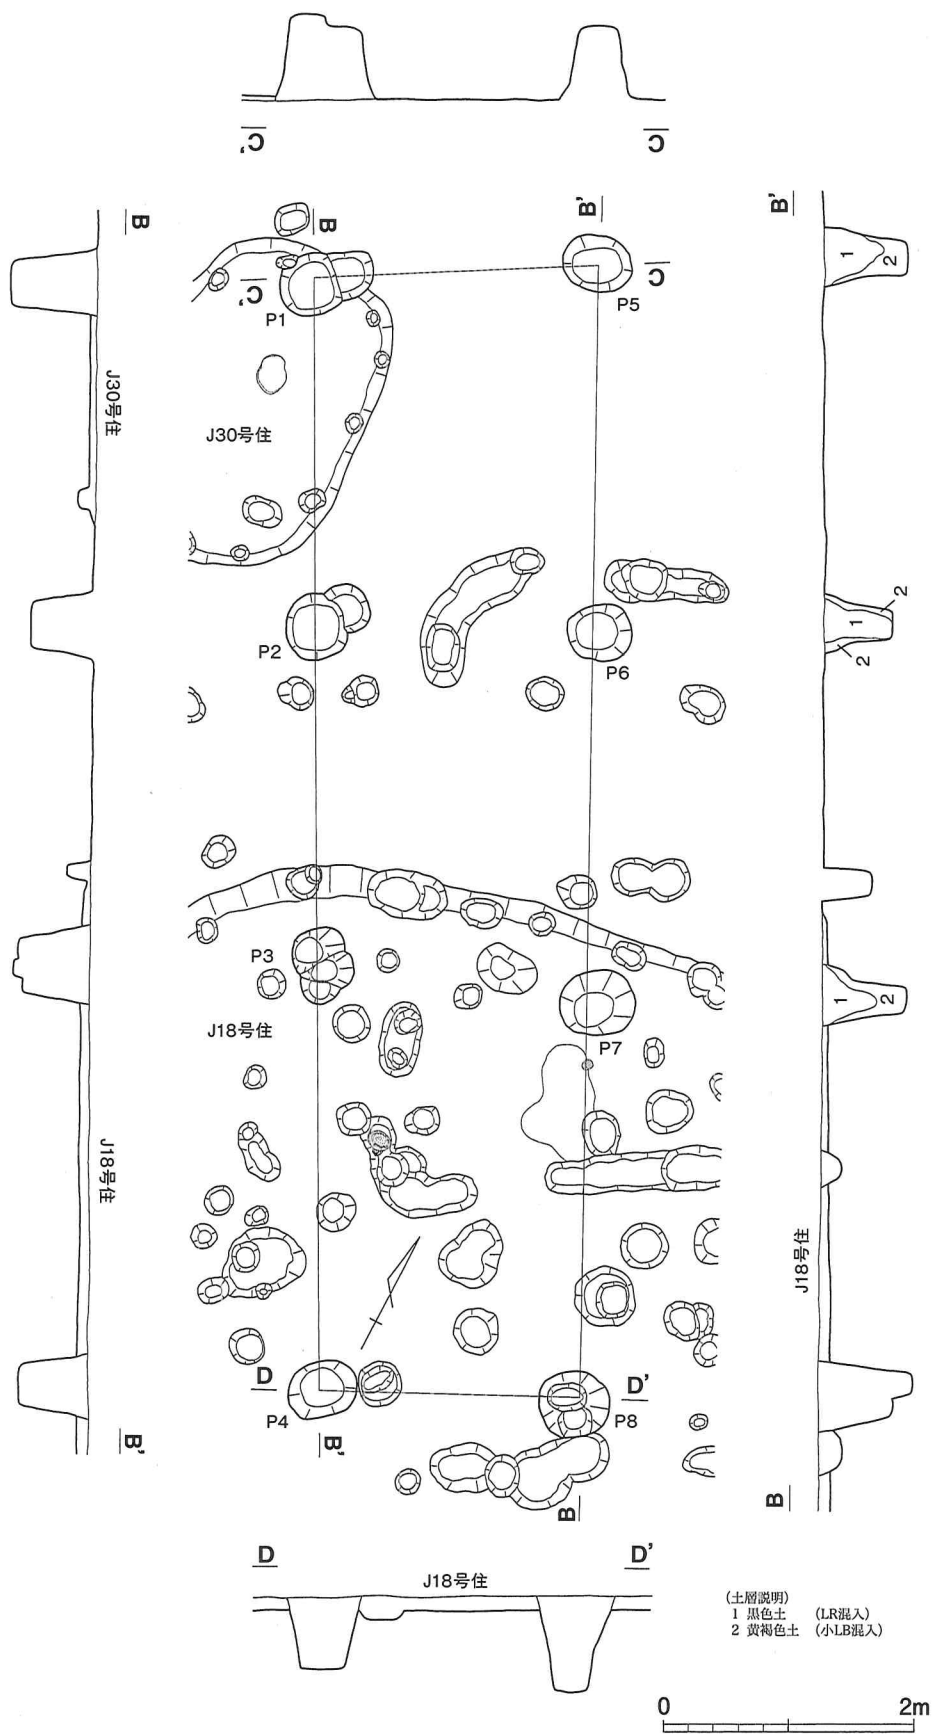 C'
C
B
B
B'
B'
1
2
C'
C
P1
P5
J30号住
J30号住
2
1
2
P2
P6
P3
1
2
J18号住
P7
J18号住
J18号住
D
D'
P4
P8
B'
B'
B
B
D
D'
J18号住
(土層説明)
1 黒色土 (LR混入)
2 黄褐色土 (小LB混入)
0 2m